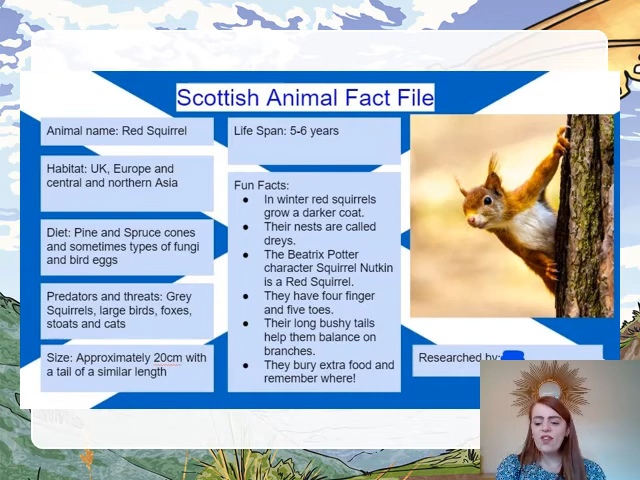 Scottish Animal Fact File
Animal name: Red Squirrel
Habitat: UK, Europe and
central and northern Asia
Diet: Pine and Spruce cones
and sometimes types of fungi
and bird eggs
Predators and threats: Grey
Squirrels, large birds, foxes,
stoats and cats
Size: Approximately 20cm with
a tail of a similar length
Life Span: 5-6 years
Fun Facts:
● In winter red squirrels
grow a darker coat.
● Their nests are called
dreys.
● The Beatrix Potter
character Squirrel Nutkin
is a Red Squirrel.
● They have four finger
and five toes.
● Their long bushy tails
help them balance on
branches.
● They bury extra food and
remember where!
Researched by: